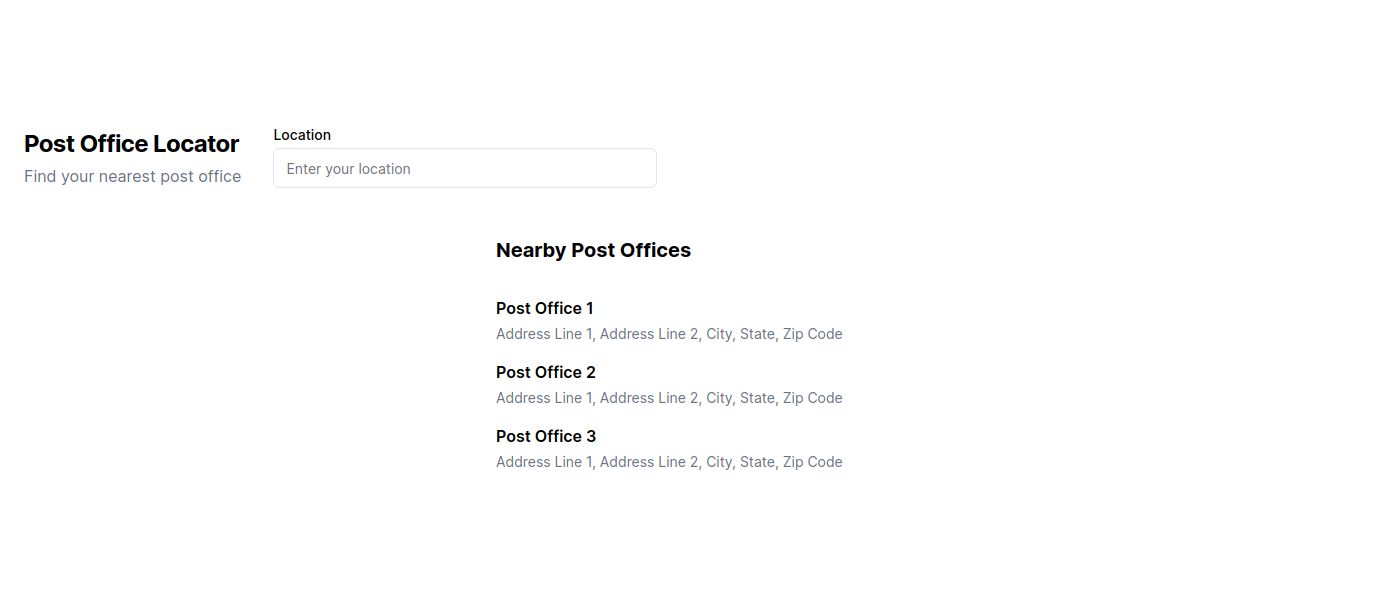 Post Office Locator
Find your nearest post office
Location
Enter your location
Nearby Post Offices
Post Office 1
Address Line 1, Address Line 2, City, State, Zip Code
Post Office 2
Address Line 1, Address Line 2, City, State, Zip Code
Post Office 3
Address Line 1, Address Line 2, City, State, Zip Code